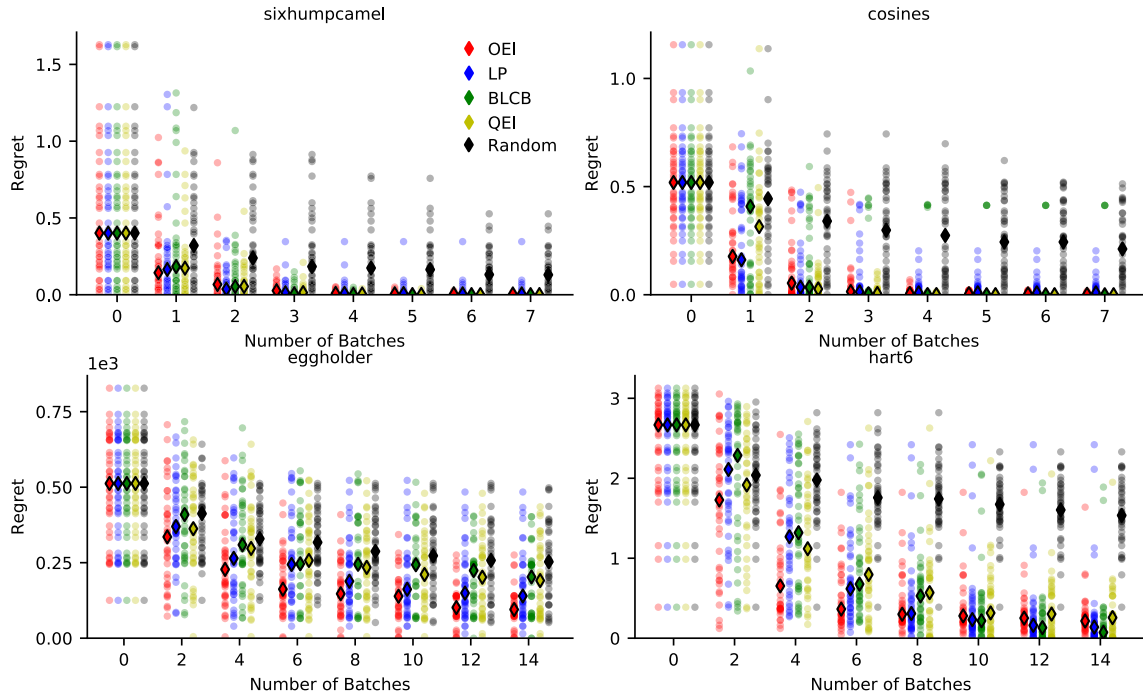 sixhumpcamel
Regret
1.5
1.0
0.5
0.0
0 1 2 3 4 5 6 7
Number of Batches
OEI
LP
BLCB
QEI
Random
cosines
Regret
1.0
0.5
0.0
0 1 2 3 4 5 6 7
Number of Batches
eggholder
1e3
Regret
0.75
0.50
0.25
0.00
0 2 4 6 8 10 12 14
Number of Batches
hart6
Regret
3
2
1
0
0 2 4 6 8 10 12 14
Number of Batches